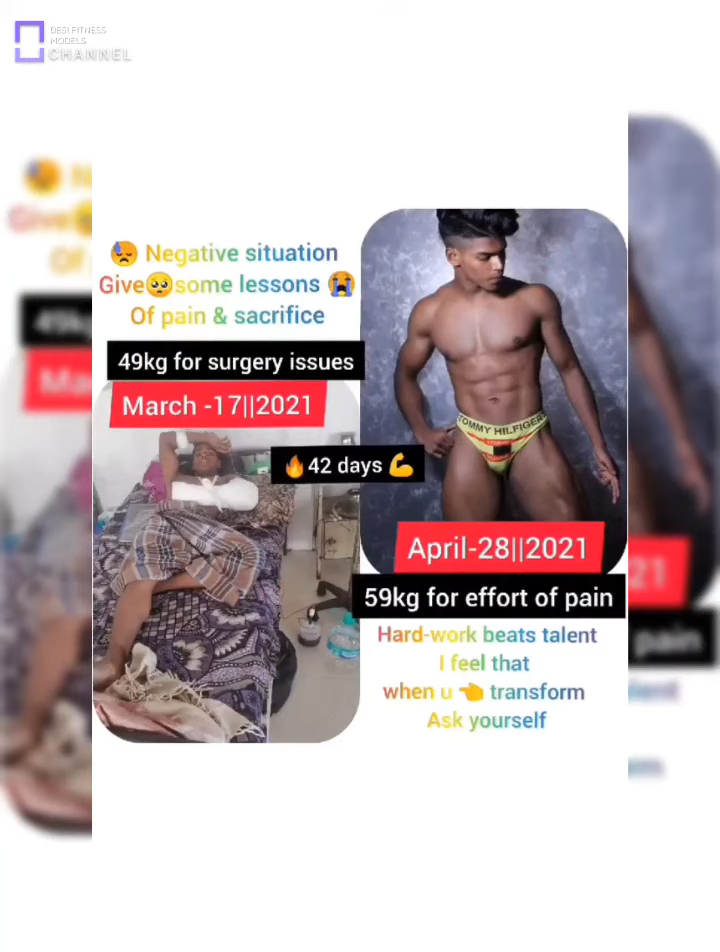 DESI FITNESS
MODELS
CHANNEL
😓 Negative situation
Give🥺some lessons 😭
Of pain & sacrifice
49kg for surgery issues
March -17||2021
🔥42 days 💪
TOMMY HILFIGER
April-28||2021
59kg for effort of pain
Hard-work beats talent
I feel that
when u 👈 transform
Ask yourself